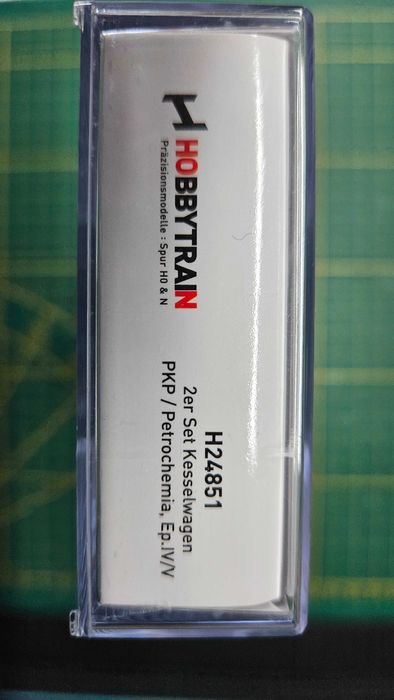 HOBBYTRAIN
Präzisionsmodelle : Spur H0 & N
H24851
2er Set Kesselwagen
PKP / Petrochemia, Ep.IV/V